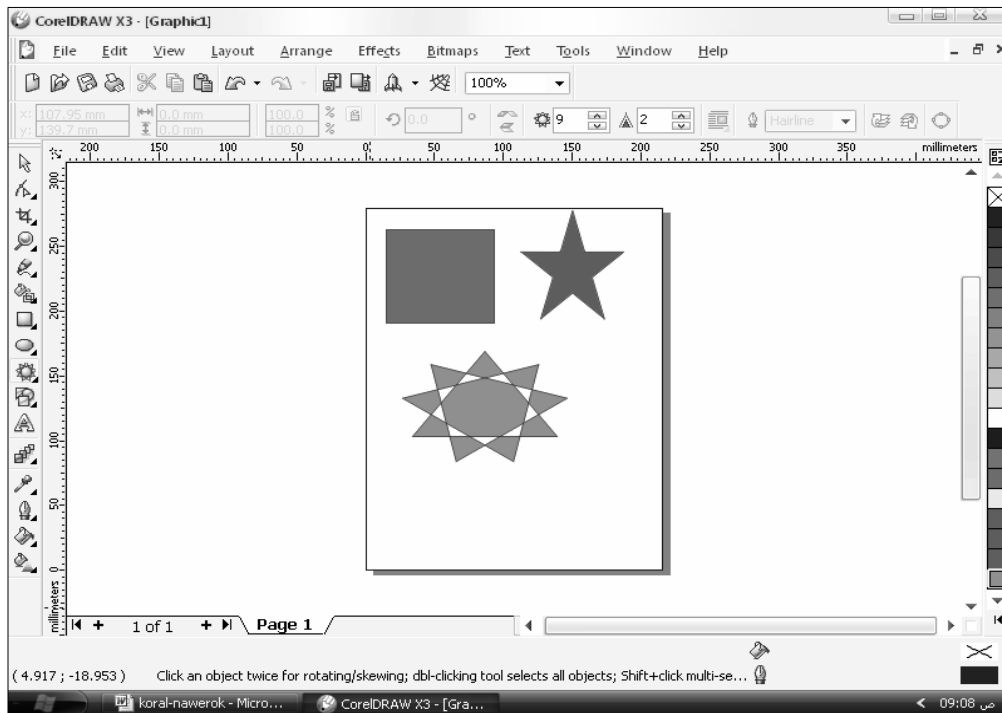 CorelDRAW X3 - [Graphic1]
File Edit View Layout Arrange Effects Bitmaps Text Tools Window Help
100%
x: 107.95 mm 0.0 mm 100.0 % 0.0 ° 9 2 Hairline
y: 139.7 mm 0.0 mm 100.0 %
200 150 100 50 0 50 100 150 200 250 300 350 millimeters
300
250
200
150
100
50
0
millimeters
1 of 1 Page 1
( 4.917 ; -18.953) Click an object twice for rotating/skewing; dbl-clicking tool selects all objects; Shift+click multi-se...
koral-nawerok - Micro... CorelDRAW X3 - [Gra... 09:08 ص